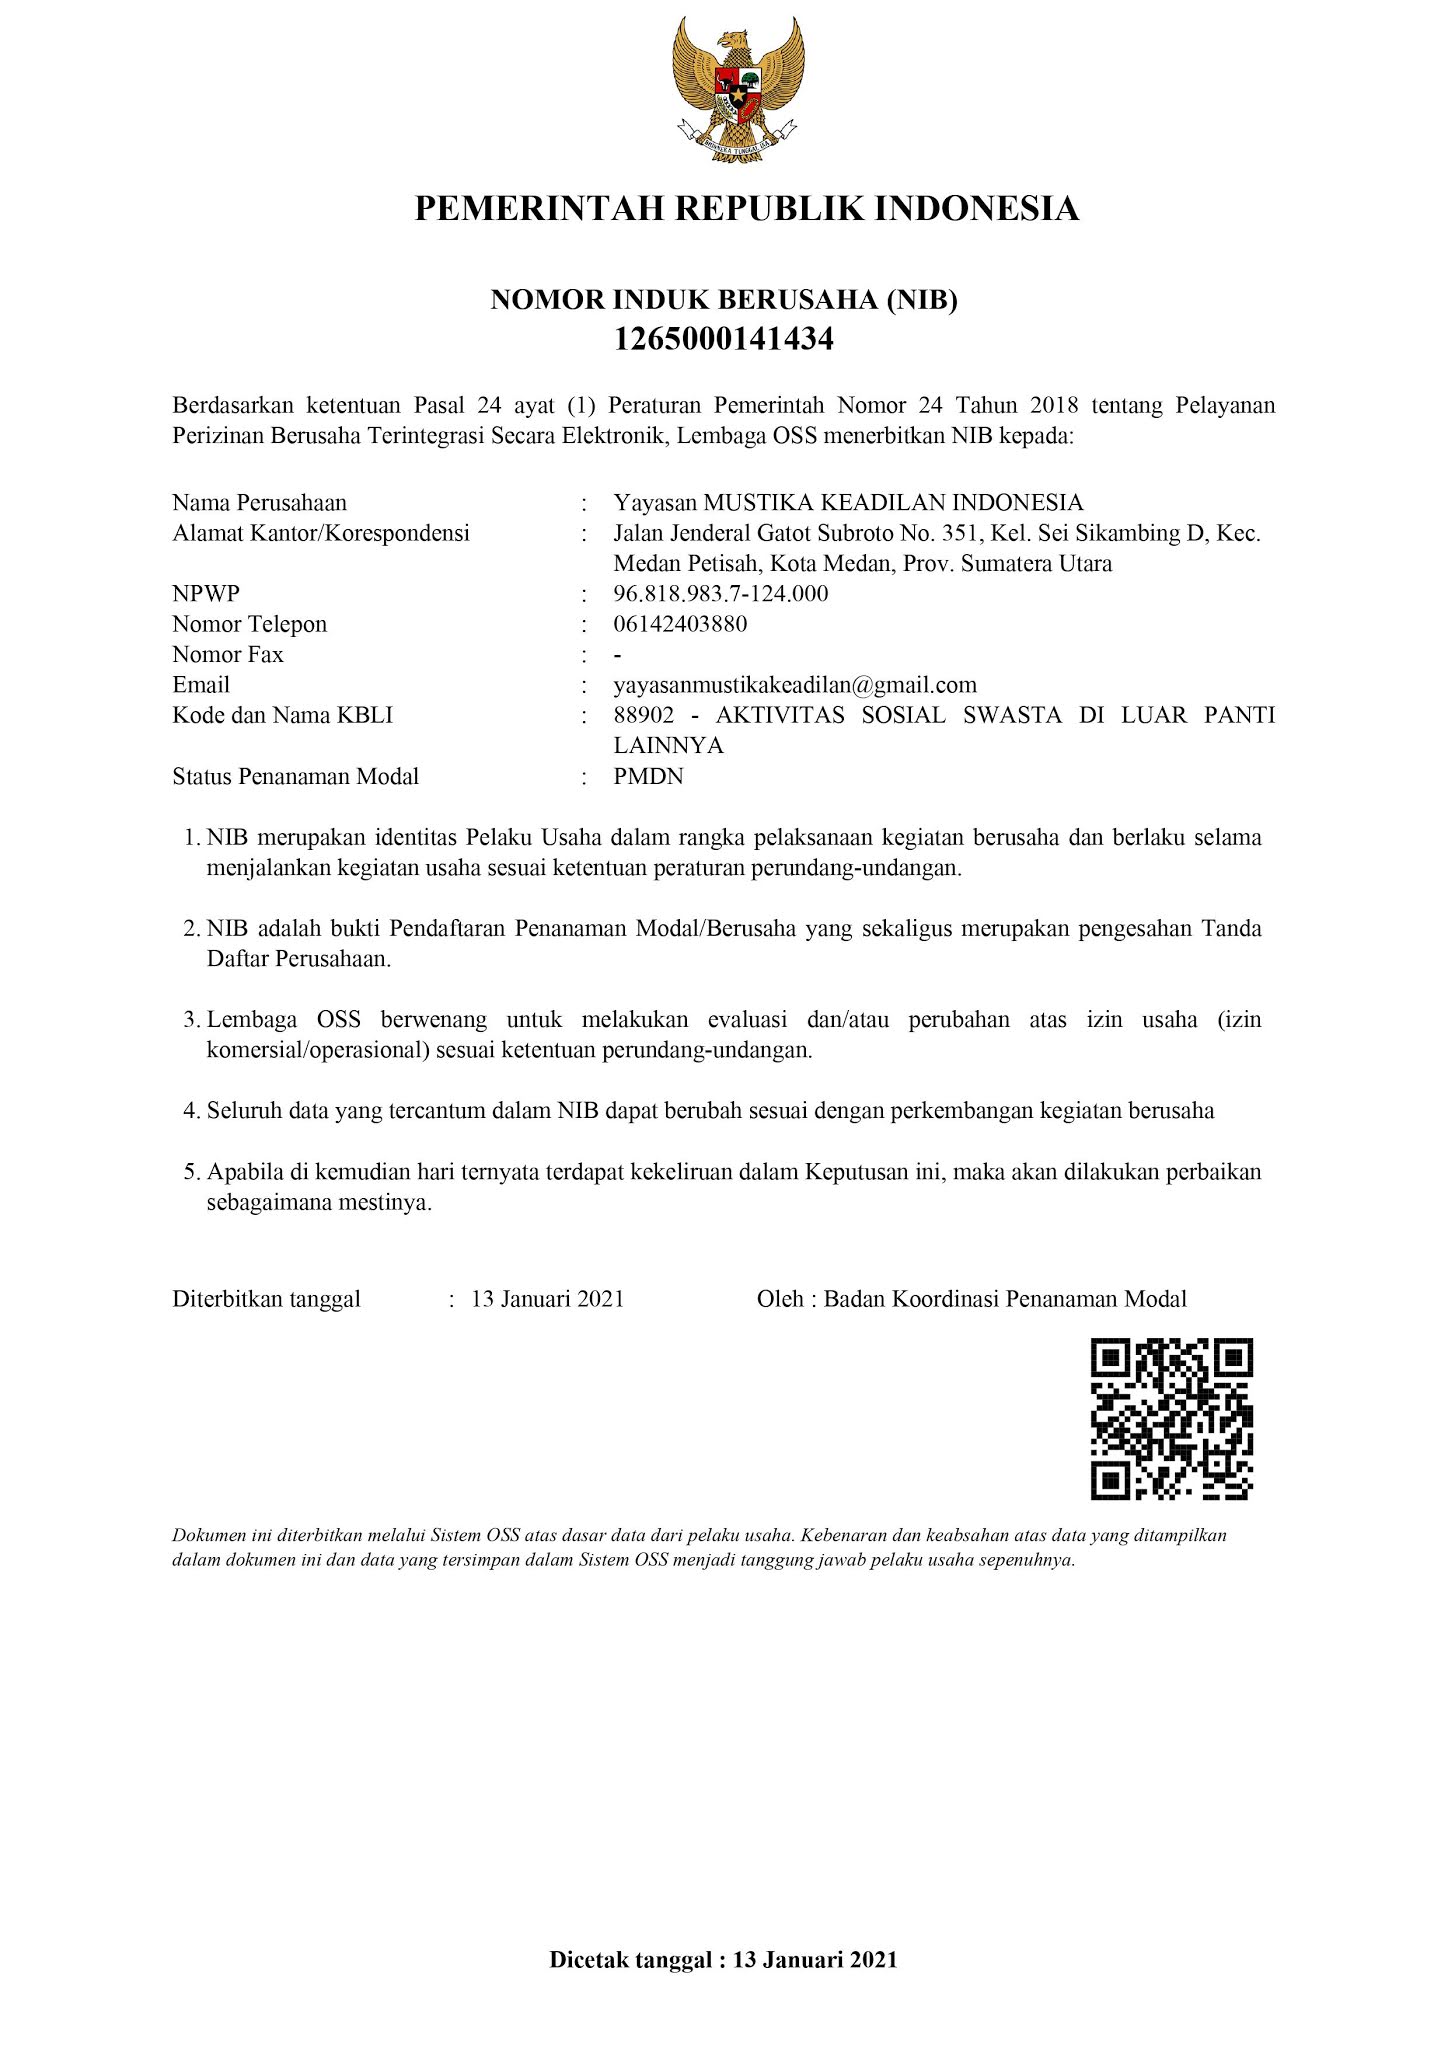 BHINNEKA TUNGGAL IKA
PEMERINTAH REPUBLIK INDONESIA
NOMOR INDUK BERUSAHA (NIB)
1265000141434
Berdasarkan ketentuan Pasal 24 ayat (1) Peraturan Pemerintah Nomor 24 Tahun 2018 tentang Pelayanan
Perizinan Berusaha Terintegrasi Secara Elektronik, Lembaga OSS menerbitkan NIB kepada:
Nama Perusahaan : Yayasan MUSTIKA KEADILAN INDONESIA
Alamat Kantor/Korespondensi : Jalan Jenderal Gatot Subroto No. 351, Kel. Sei Sikambing D, Kec.
Medan Petisah, Kota Medan, Prov. Sumatera Utara
NPWP : 96.818.983.7-124.000
Nomor Telepon : 06142403880
Nomor Fax : -
Email : yayasanmustikakeadilan@gmail.com
Kode dan Nama KBLI : 88902 - AKTIVITAS SOSIAL SWASTA DI LUAR PANTI
LAINNYA
Status Penanaman Modal : PMDN
1. NIB merupakan identitas Pelaku Usaha dalam rangka pelaksanaan kegiatan berusaha dan berlaku selama
menjalankan kegiatan usaha sesuai ketentuan peraturan perundang-undangan.
2. NIB adalah bukti Pendaftaran Penanaman Modal/Berusaha yang sekaligus merupakan pengesahan Tanda
Daftar Perusahaan.
3. Lembaga OSS berwenang untuk melakukan evaluasi dan/atau perubahan atas izin usaha (izin
komersial/operasional) sesuai ketentuan perundang-undangan.
4. Seluruh data yang tercantum dalam NIB dapat berubah sesuai dengan perkembangan kegiatan berusaha
5. Apabila di kemudian hari ternyata terdapat kekeliruan dalam Keputusan ini, maka akan dilakukan perbaikan
sebagaimana mestinya.
Diterbitkan tanggal : 13 Januari 2021 Oleh : Badan Koordinasi Penanaman Modal
Dokumen ini diterbitkan melalui Sistem OSS atas dasar data dari pelaku usaha. Kebenaran dan keabsahan atas data yang ditampilkan
dalam dokumen ini dan data yang tersimpan dalam Sistem OSS menjadi tanggung jawab pelaku usaha sepenuhnya.
Dicetak tanggal : 13 Januari 2021